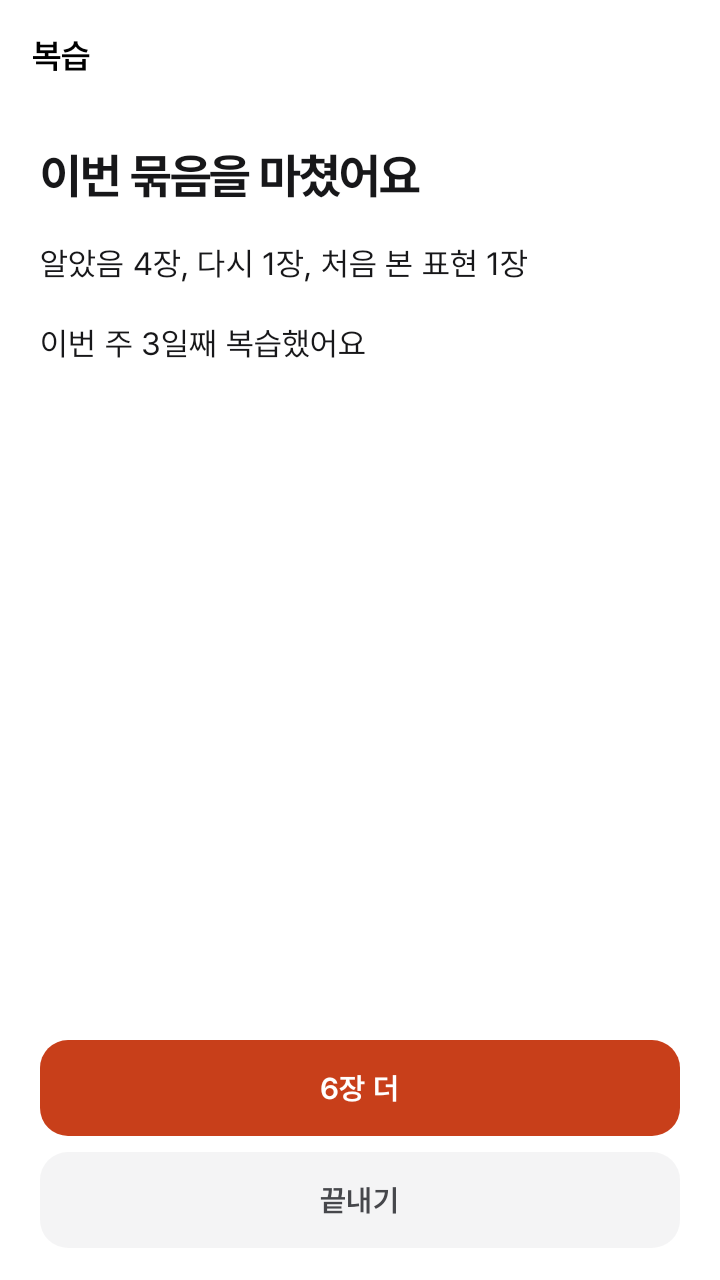 복습
이번 묶음을 마쳤어요
알았음 4장, 다시 1장, 처음 본 표현 1장
이번 주 3일째 복습했어요
6장 더
끝내기